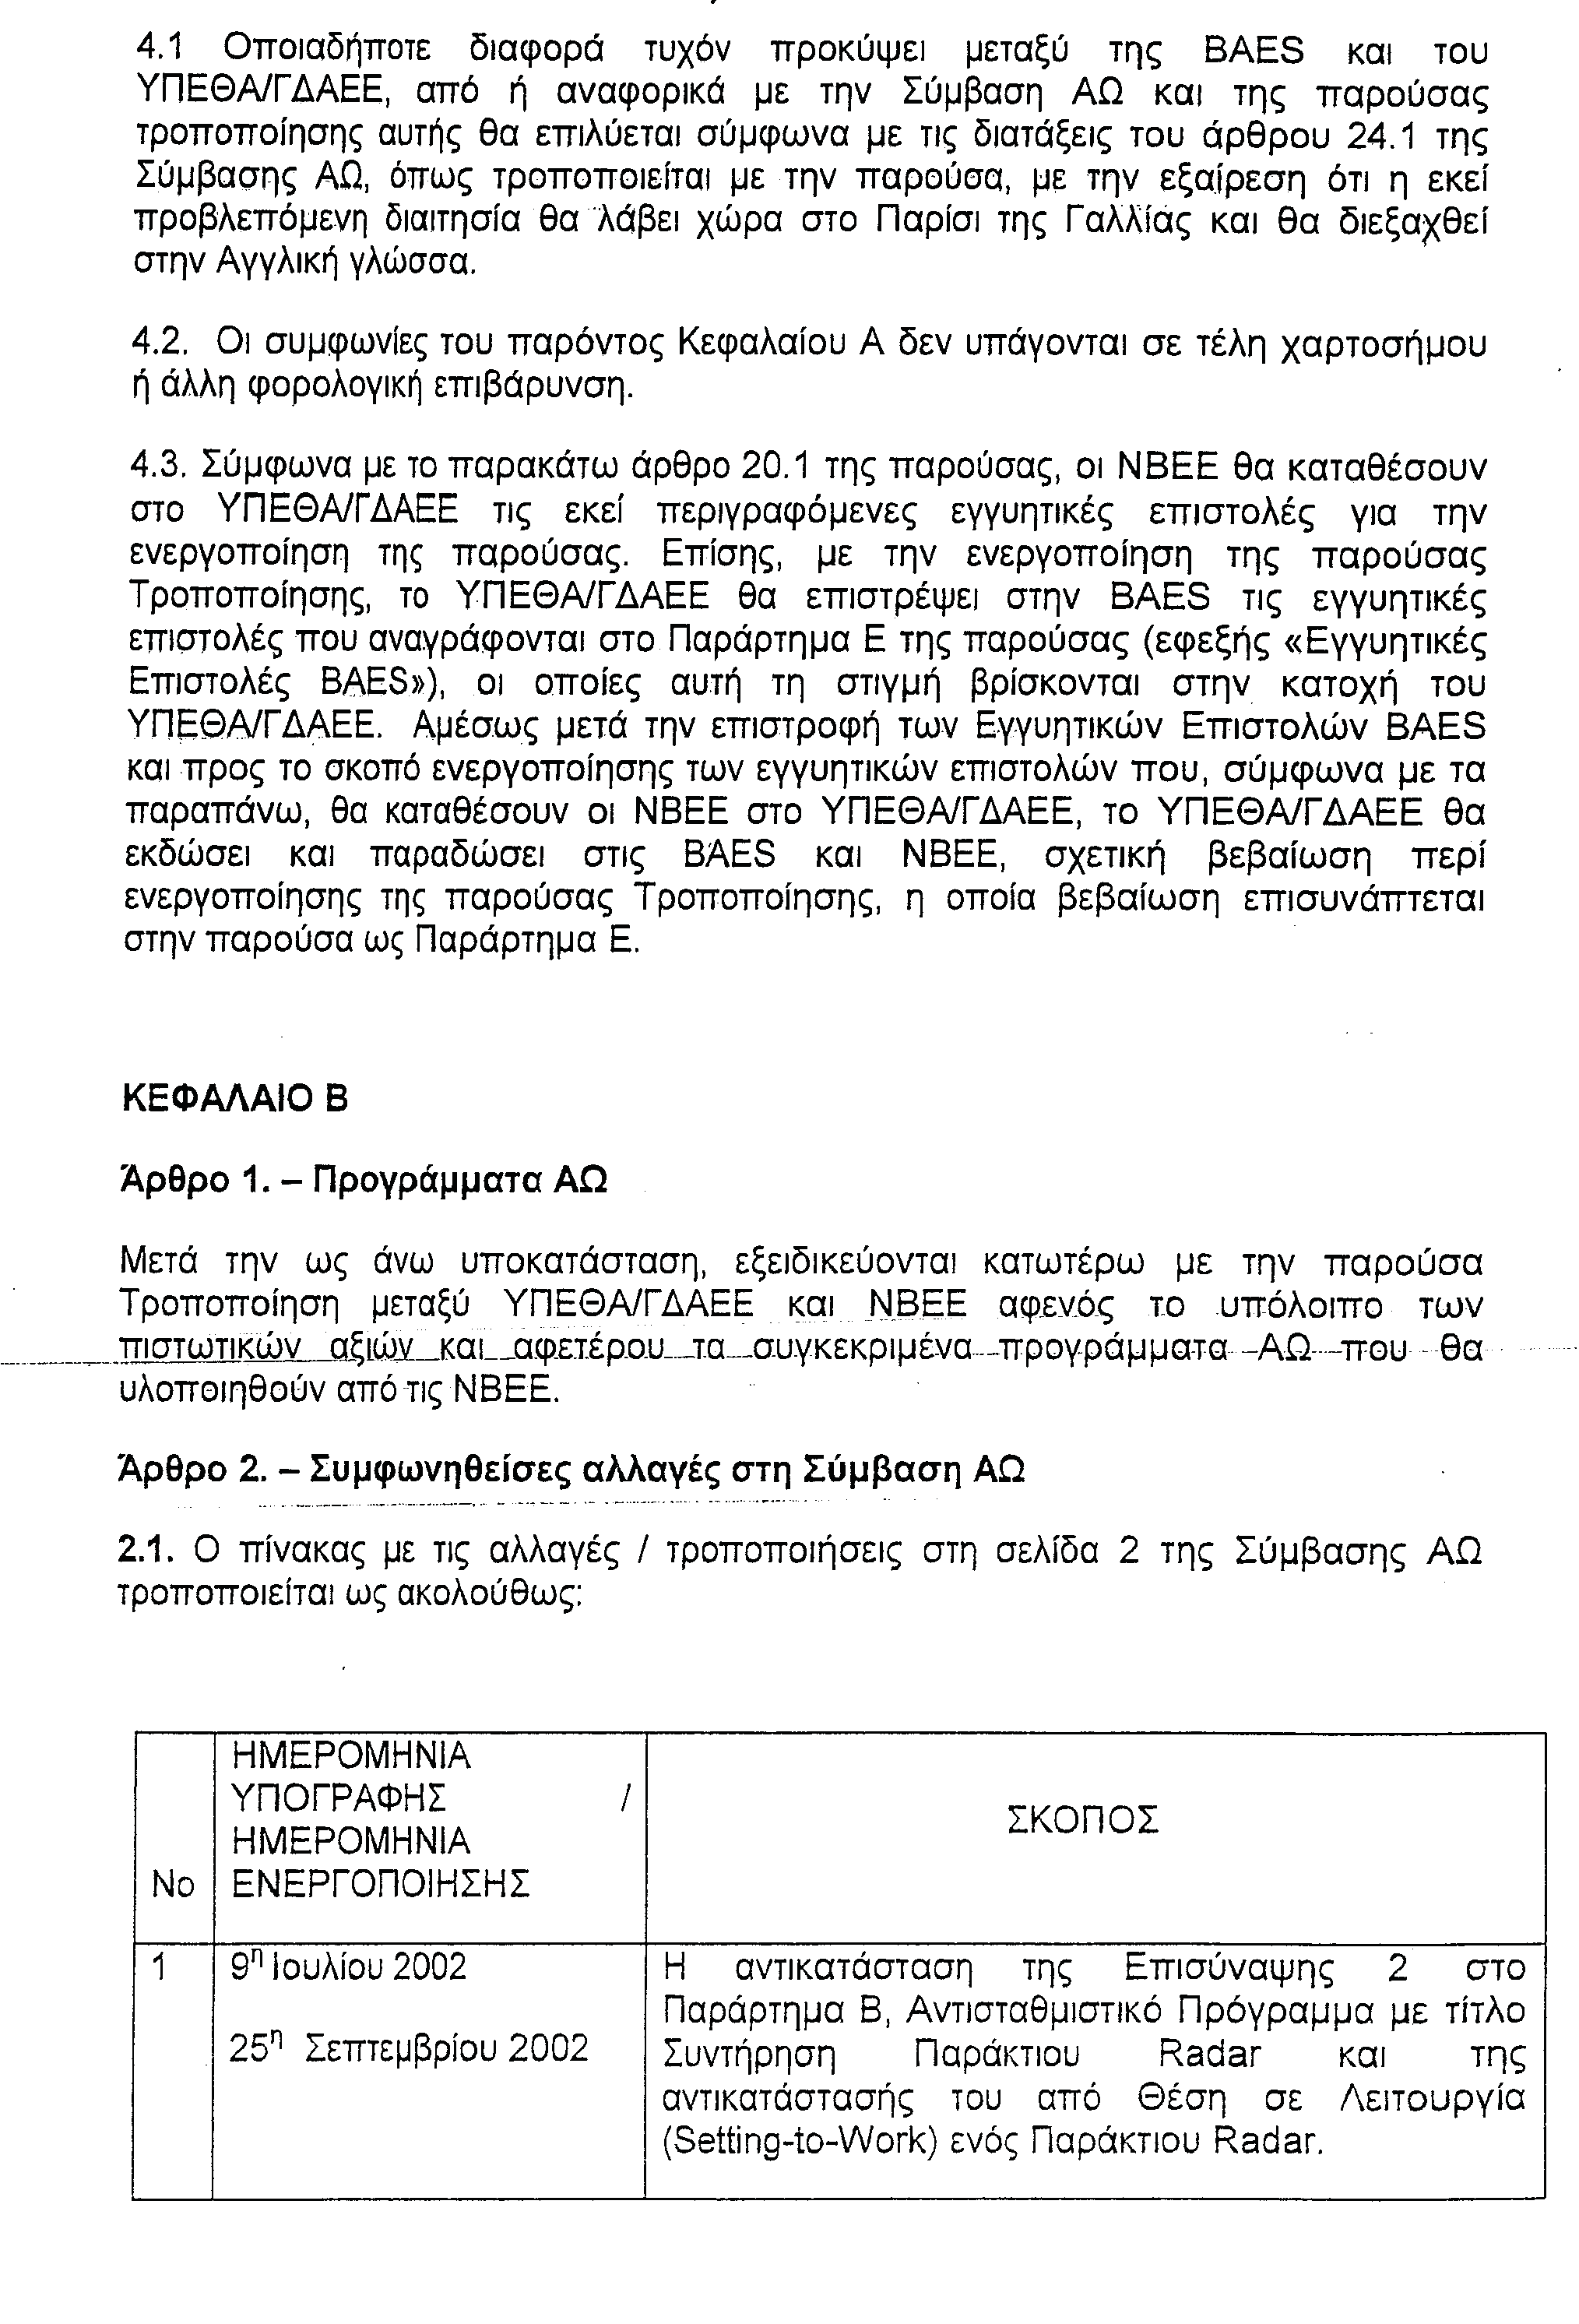 4.1 Οποιαδήποτε διαφορά τυχόν προκύψει μεταξύ της BAES και του
ΥΠΕΘΑ/ΓΔΑΕΕ, από ή αναφορικά με την Σύμβαση ΑΩ και της παρούσας
τροποποίησης αυτής θα επιλύεται σύμφωνα με τις διατάξεις του άρθρου 24.1 της
Σύμβασης ΑΩ, όπως τροποποιείται με την παρούσα, με την εξαίρεση ότι η εκεί
προβλεπόμενη διαιτησία θα λάβει χώρα στο Παρίσι της Γαλλίας και θα διεξαχθεί
στην Αγγλική γλώσσα.
4.2. Οι συμφωνίες του παρόντος Κεφαλαίου Α δεν υπάγονται σε τέλη χαρτοσήμου
ή άλλη φορολογική επιβάρυνση.
4.3. Σύμφωνα με το παρακάτω άρθρο 20.1 της παρούσας, οι ΝΒΕΕ θα καταθέσουν
στο ΥΠΕΘΑ/ΓΔΑΕΕ τις εκεί περιγραφόμενες εγγυητικές επιστολές για την
ενεργοποίηση της παρούσας. Επίσης, με την ενεργοποίηση της παρούσας
Τροποποίησης, το ΥΠΕΘΑ/ΓΔΑΕΕ θα επιστρέψει στην BAES τις εγγυητικές
επιστολές που αναγράφονται στο Παράρτημα Ε της παρούσας (εφεξής «Εγγυητικές
Επιστολές BAES»), οι οποίες αυτή τη στιγμή βρίσκονται στην κατοχή του
ΥΠΕΘΑ/ΓΔΑΕΕ. Αμέσως μετά την επιστροφή των Εγγυητικών Επιστολών BAES
και προς το σκοπό ενεργοποίησης των εγγυητικών επιστολών που, σύμφωνα με τα
παραπάνω, θα καταθέσουν οι ΝΒΕΕ στο ΥΠΕΘΑ/ΓΔΑΕΕ, το ΥΠΕΘΑ/ΓΔΑΕΕ θα
εκδώσει και παραδώσει στις BAES και ΝΒΕΕ, σχετική βεβαίωση περί
ενεργοποίησης της παρούσας Τροποποίησης, η οποία βεβαίωση επισυνάπτεται
στην παρούσα ως Παράρτημα Ε.
ΚΕΦΑΛΑΙΟ Β
Άρθρο 1. – Προγράμματα ΑΩ
Μετά την ως άνω υποκατάσταση, εξειδικεύονται κατωτέρω με την παρούσα
Τροποποίηση μεταξύ ΥΠΕΘΑ/ΓΔΑΕΕ και ΝΒΕΕ αφενός το υπόλοιπο των
πιστωτικών αξιών και αφετέρου τα συγκεκριμένα προγράμματα ΑΩ που θα
υλοποιηθούν από τις ΝΒΕΕ.
Άρθρο 2. – Συμφωνηθείσες αλλαγές στη Σύμβαση ΑΩ
2.1. Ο πίνακας με τις αλλαγές / τροποποιήσεις στη σελίδα 2 της Σύμβασης ΑΩ
τροποποιείται ως ακολούθως:
Νο
ΗΜΕΡΟΜΗΝΙΑ
ΥΠΟΓΡΑΦΗΣ /
ΗΜΕΡΟΜΗΝΙΑ
ΕΝΕΡΓΟΠΟΙΗΣΗΣ
ΣΚΟΠΟΣ
1
9η Ιουλίου 2002
25η Σεπτεμβρίου 2002
Η αντικατάσταση της Επισύναψης 2 στο
Παράρτημα Β, Αντισταθμιστικό Πρόγραμμα με τίτλο
Συντήρηση Παράκτιου Radar και της
αντικατάστασής του από Θέση σε Λειτουργία
(Setting-to-Work) ενός Παράκτιου Radar.